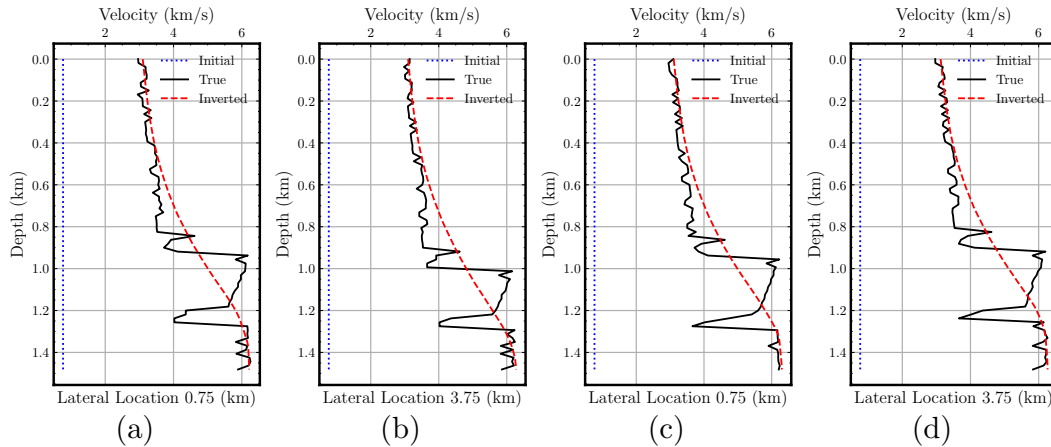 Velocity (km/s)
2 4 6
Depth (km)
0.0
0.2
0.4
0.6
0.8
1.0
1.2
1.4
Initial
True
Inverted
Lateral Location 0.75 (km)
(a)
Velocity (km/s)
2 4 6
Depth (km)
0.0
0.2
0.4
0.6
0.8
1.0
1.2
1.4
Initial
True
Inverted
Lateral Location 3.75 (km)
(b)
Velocity (km/s)
2 4 6
Depth (km)
0.0
0.2
0.4
0.6
0.8
1.0
1.2
1.4
Initial
True
Inverted
Lateral Location 0.75 (km)
(c)
Velocity (km/s)
2 4 6
Depth (km)
0.0
0.2
0.4
0.6
0.8
1.0
1.2
1.4
Initial
True
Inverted
Lateral Location 3.75 (km)
(d)